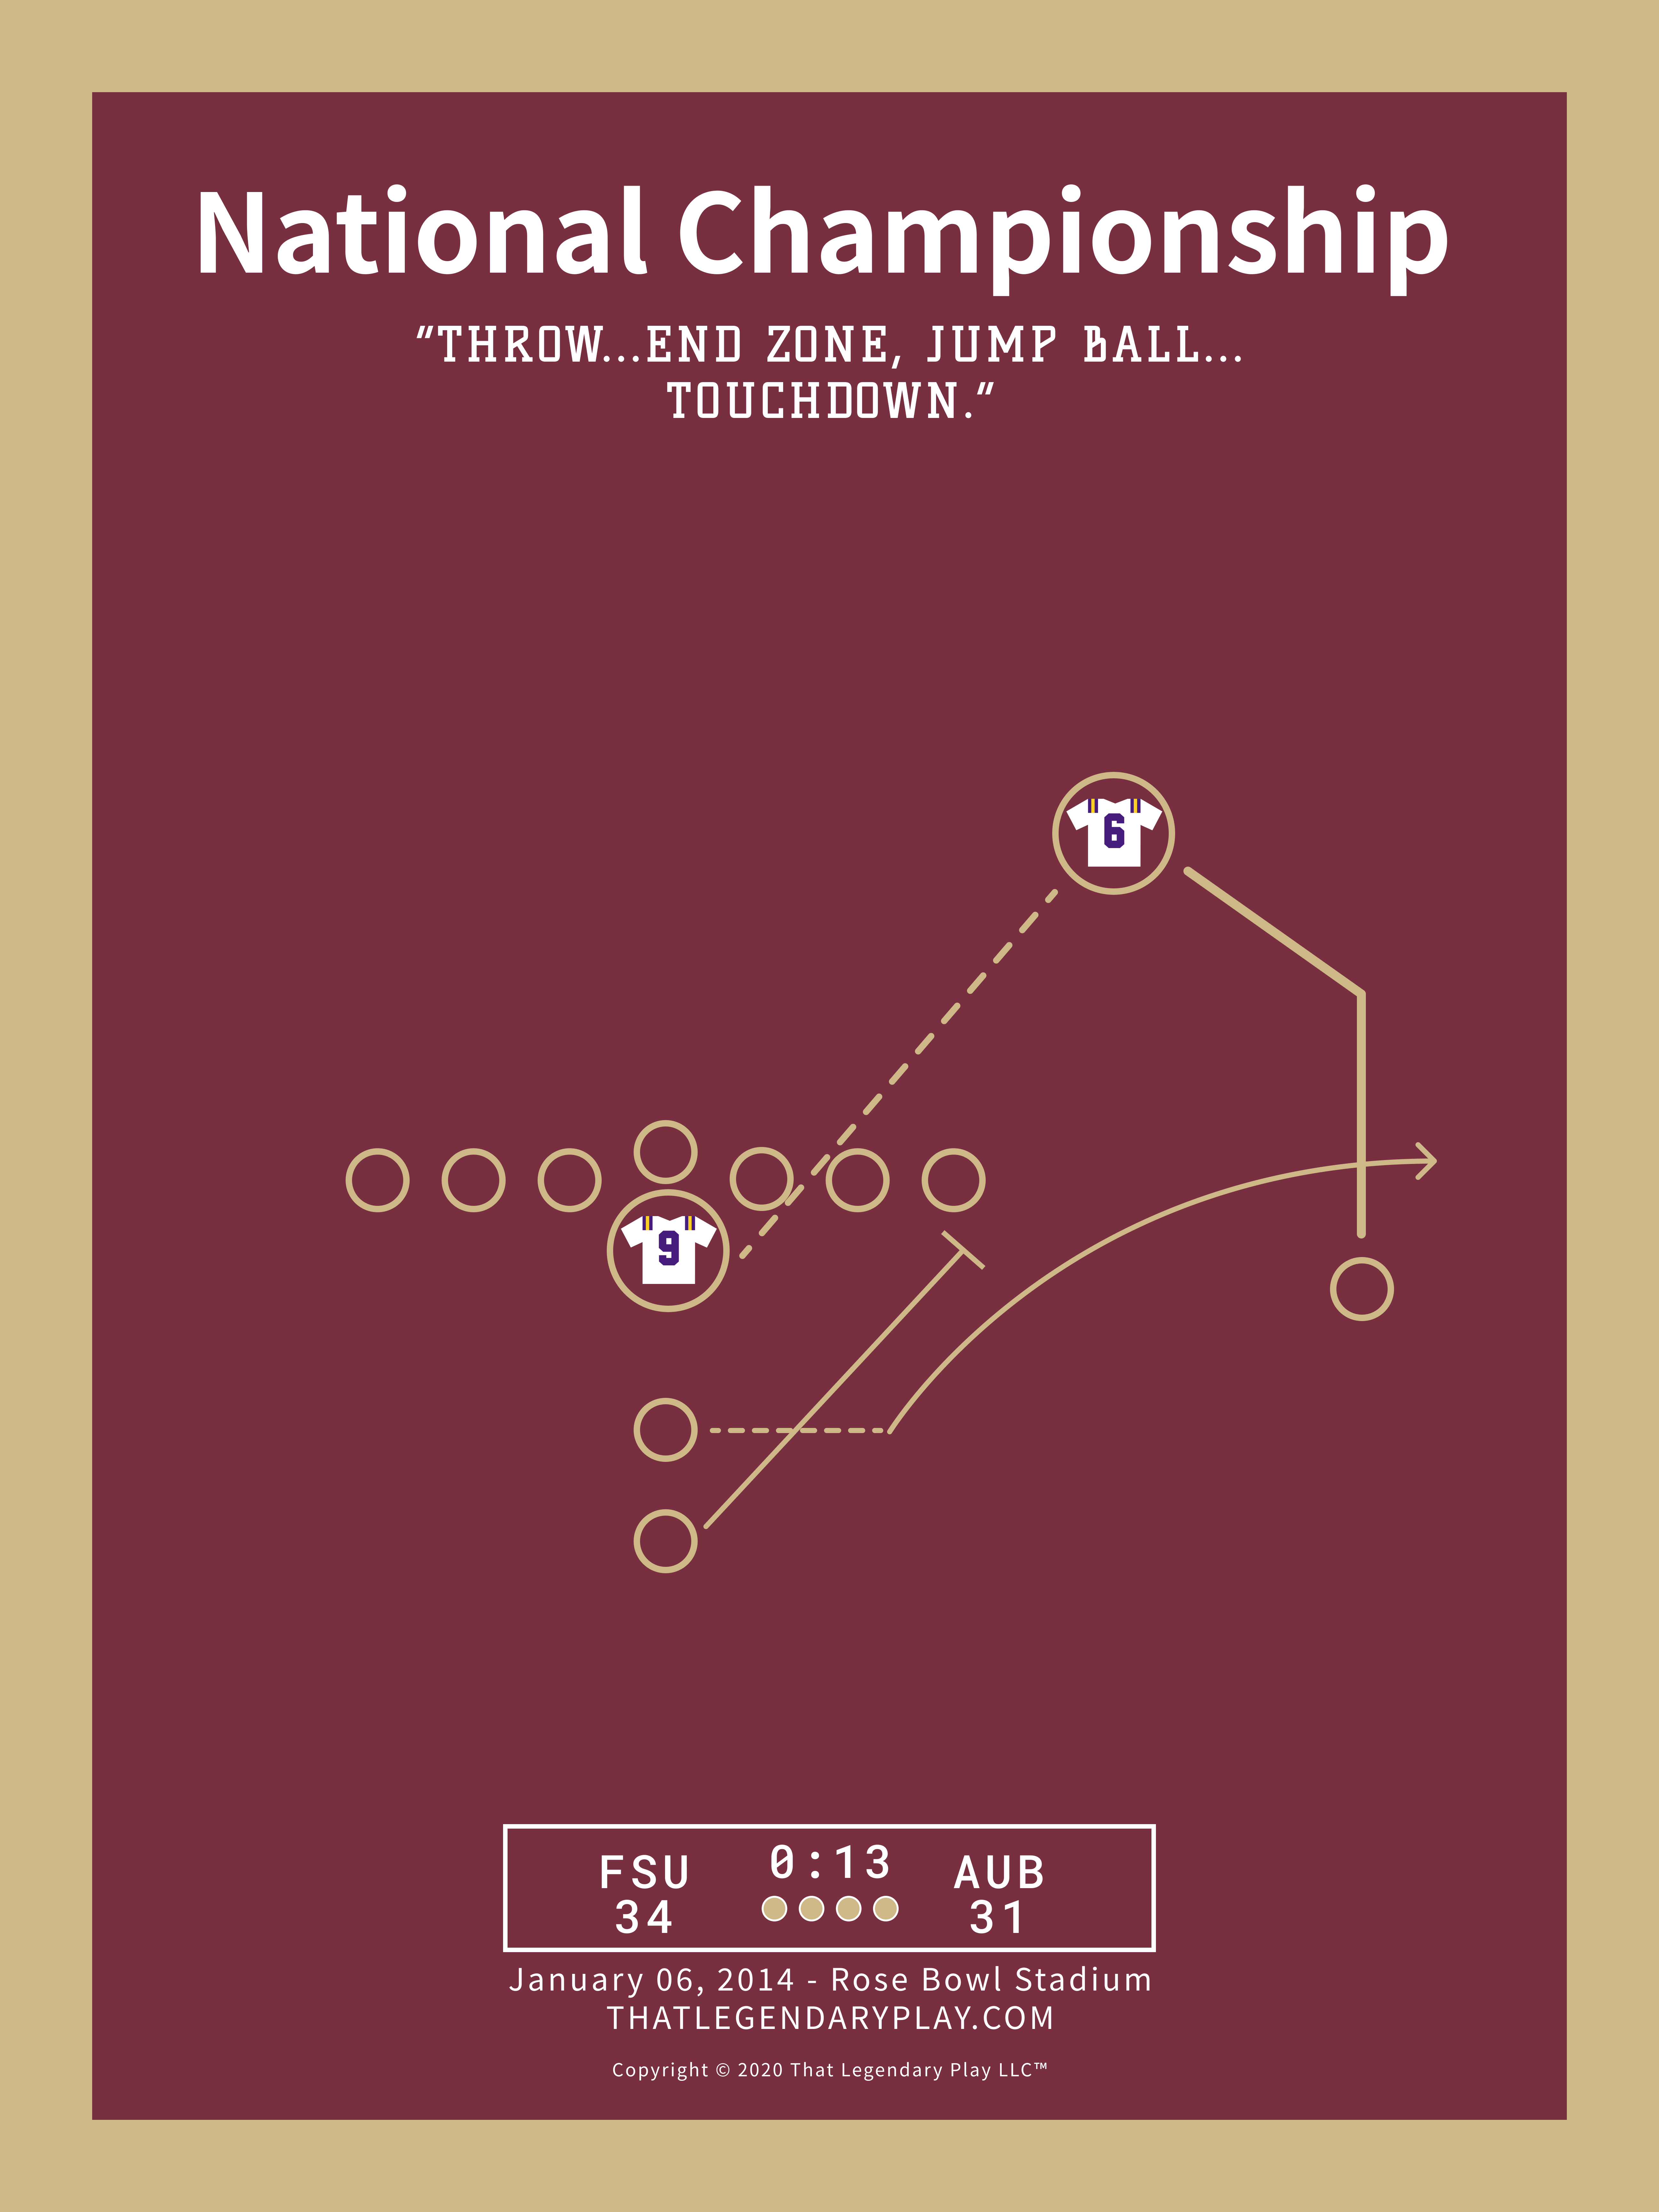 National Championship
"THROW...END ZONE, JUMP BALL...
TOUCHDOWN."
6
9
FSU 0:13 AUB
34 31
January 06, 2014 - Rose Bowl Stadium
THATLEGENDARYPLAY.COM
Copyright © 2020 That Legendary Play LLC™